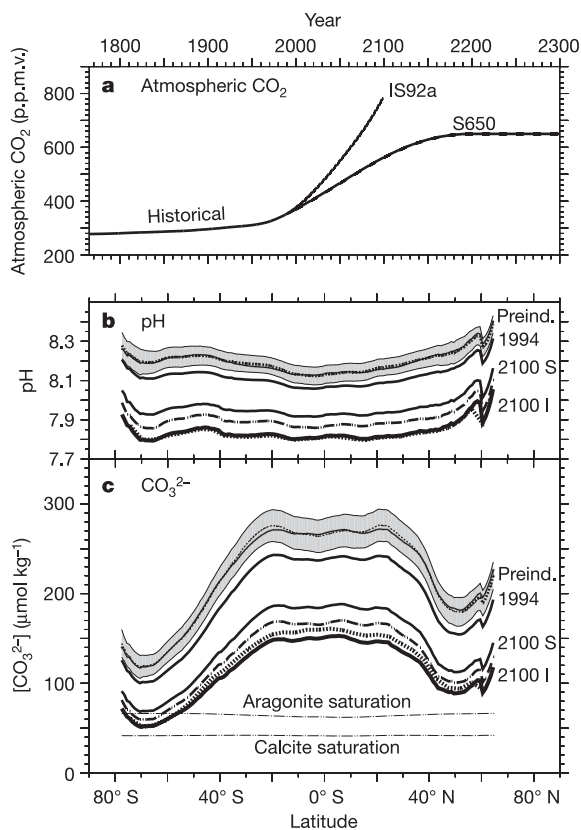 Year
1800 1900 2000 2100 2200 2300
a Atmospheric CO₂
Atmospheric CO₂ (p.p.m.v.)
800
600
400
200
IS92a
S650
Historical
b pH
pH
8.3
8.1
7.9
7.7
Preind.
1994
2100 S
2100 I
c CO₃²⁻
[CO₃²⁻] (μmol kg⁻¹)
300
200
100
0
Preind.
1994
2100 S
2100 I
Aragonite saturation
Calcite saturation
80° S 40° S 0° S 40° N 80° N
Latitude